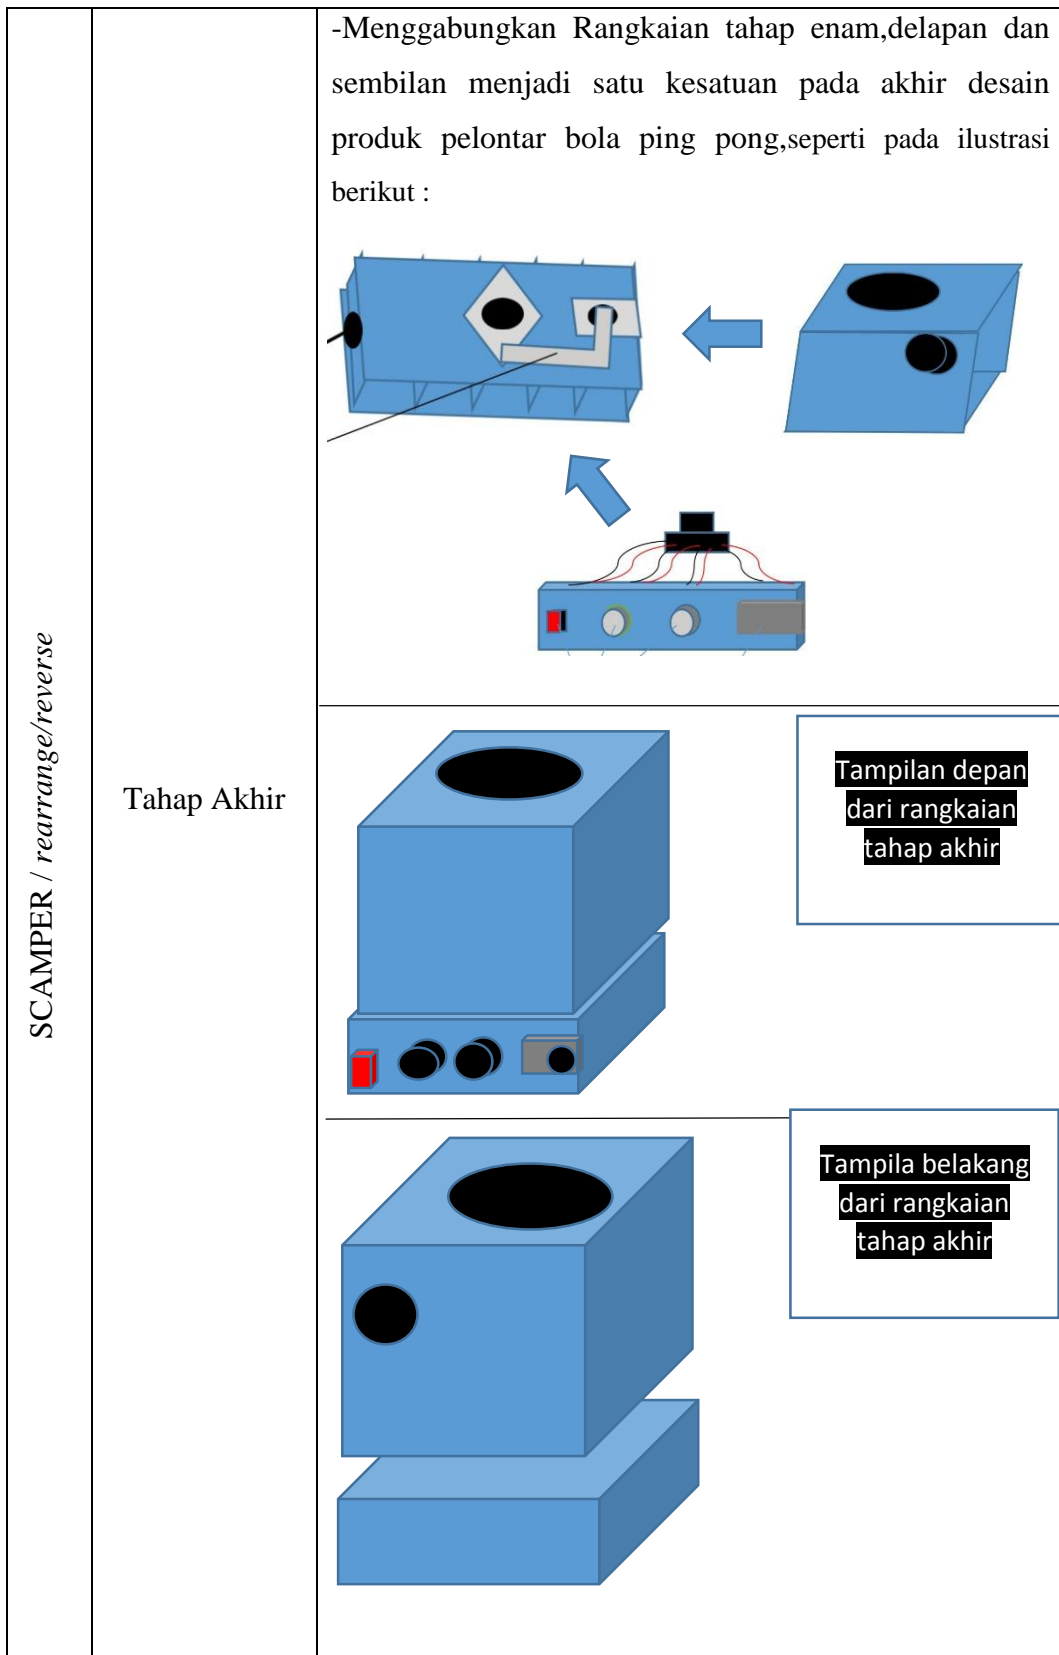 SCAMPER / rearrange/reverse
Tahap Akhir
-Menggabungkan Rangkaian tahap enam,delapan dan
sembilan menjadi satu kesatuan pada akhir desain
produk pelontar bola ping pong,seperti pada ilustrasi
berikut :
Tampilan depan
dari rangkaian
tahap akhir
Tampila belakang
dari rangkaian
tahap akhir